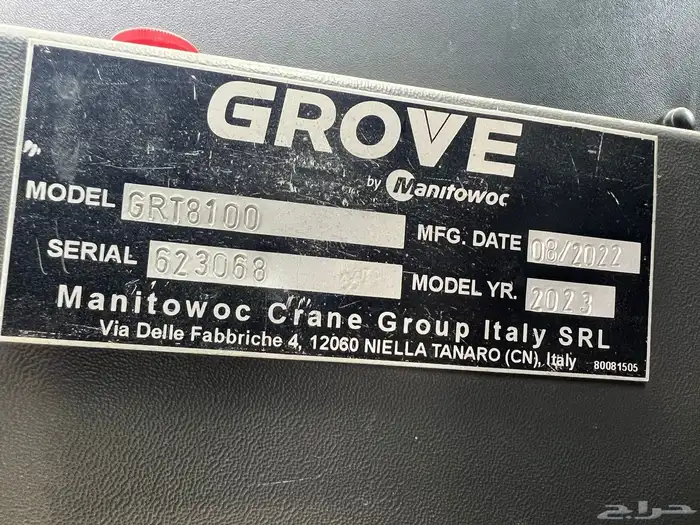 GROVE
by Manitowoc
MODEL GRT8100
MFG. DATE 08/2022
SERIAL 623068
MODEL YR. 2023
Manitowoc Crane Group Italy SRL
Via Delle Fabbriche 4, 12060 NIELLA TANARO (CN), Italy 80081505
حراج